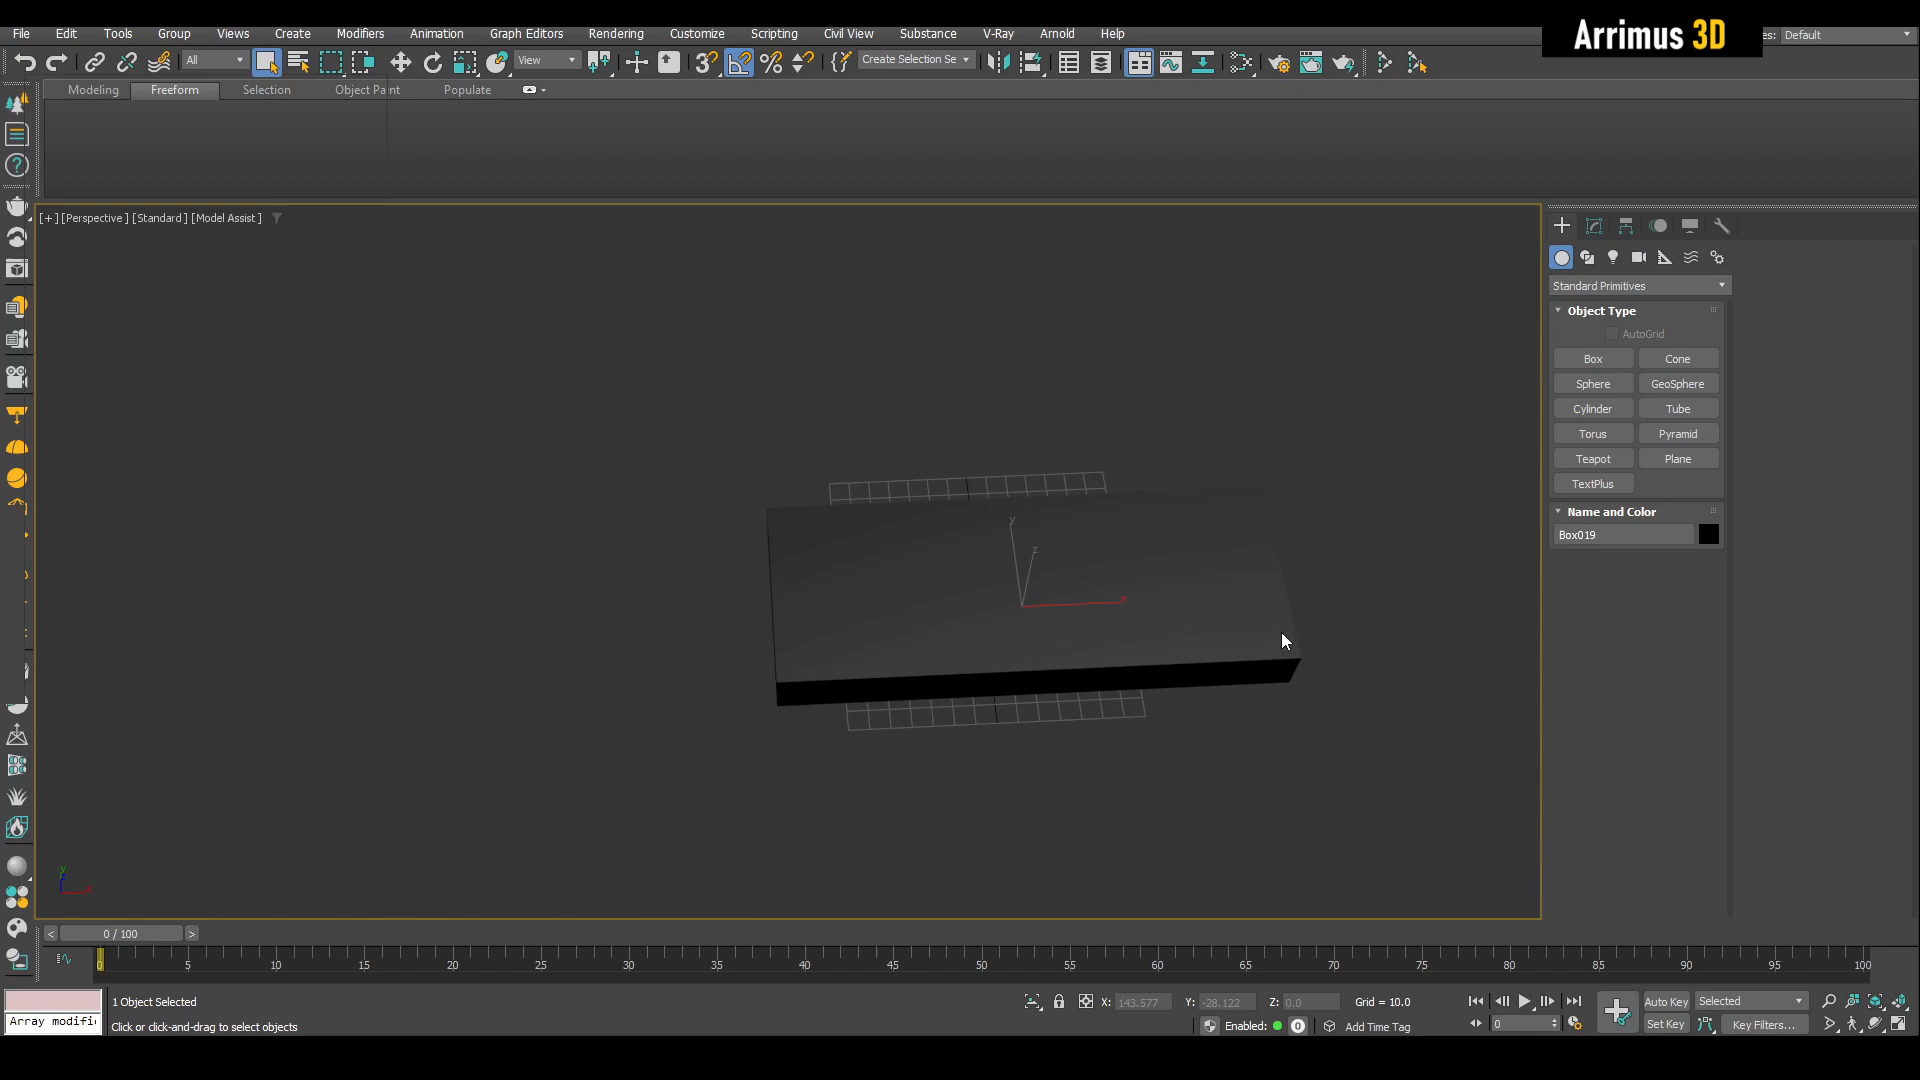 Arrimus 3D
File Edit Tools Group Views Create Modifiers Animation Graph Editors Rendering Customize Scripting Civil View Substance V-Ray Arnold Help
es: Default
All
View
Create Selection Se
Modeling Freeform Selection Object Paint Populate
[+] [Perspective] [Standard] [Model Assist]
Standard Primitives
Object Type
AutoGrid
Box Cone
Sphere GeoSphere
Cylinder Tube
Torus Pyramid
Teapot Plane
TextPlus
Name and Color
Box019
y
z
x
y
z
x
< 0 / 100 >
0 5 10 15 20 25 30 35 40 45 50 55 60 65 70 75 80 85 90 95 100
1 Object Selected
X: 143.577 Y: -28.122 Z: 0.0 Grid = 10.0
Auto Key Selected
Array modifi
Click or click-and-drag to select objects
Enabled: 0 Add Time Tag
0
Set Key Key Filters...